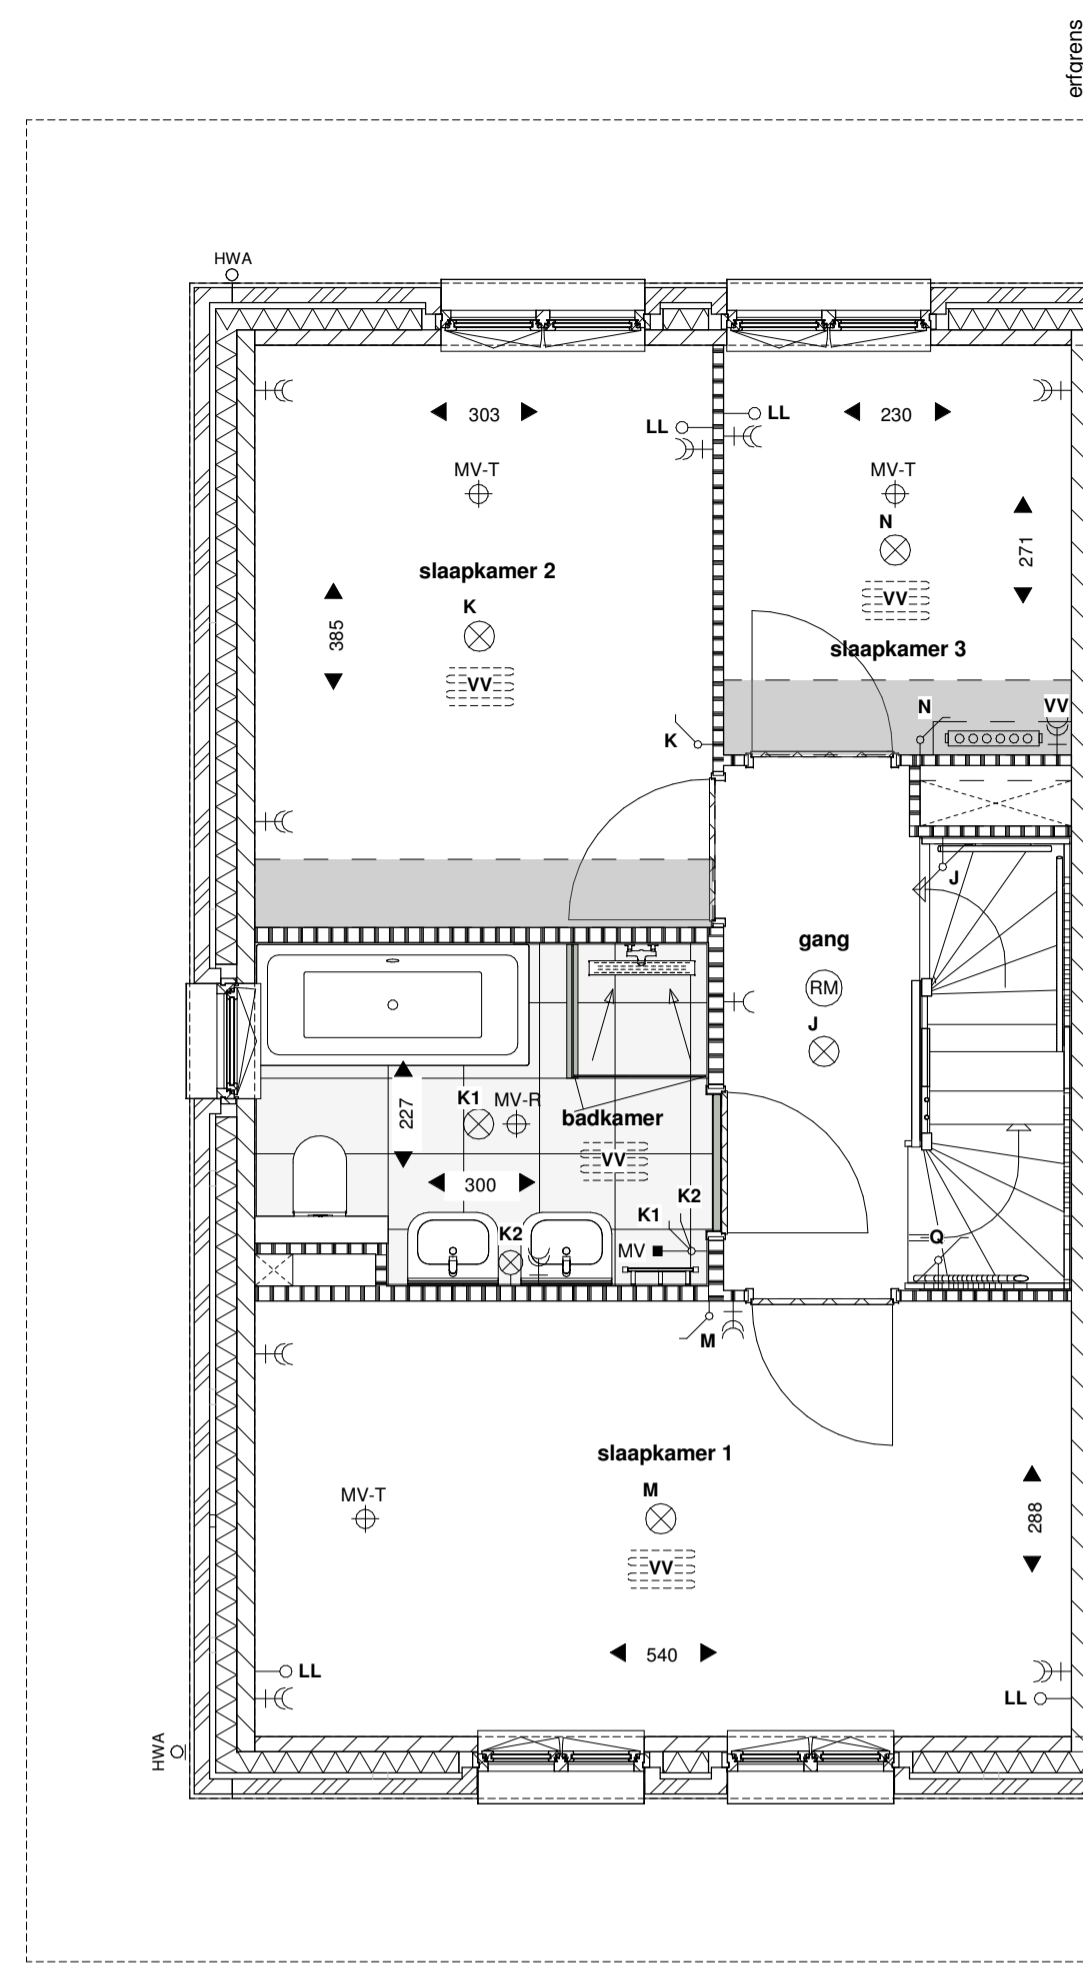 erfgrens
HWA
303
LL
LL
230
MV-T
MV-T
N
271
slaapkamer 2
K
385
VV
VV
slaapkamer 3
N
VV
K
J
gang
RM
J
K1
MV-R
227
badkamer
VV
300
K2
K1
K2
MV
Q
M
slaapkamer 1
M
MV-T
288
VV
540
LL
LL
HWA